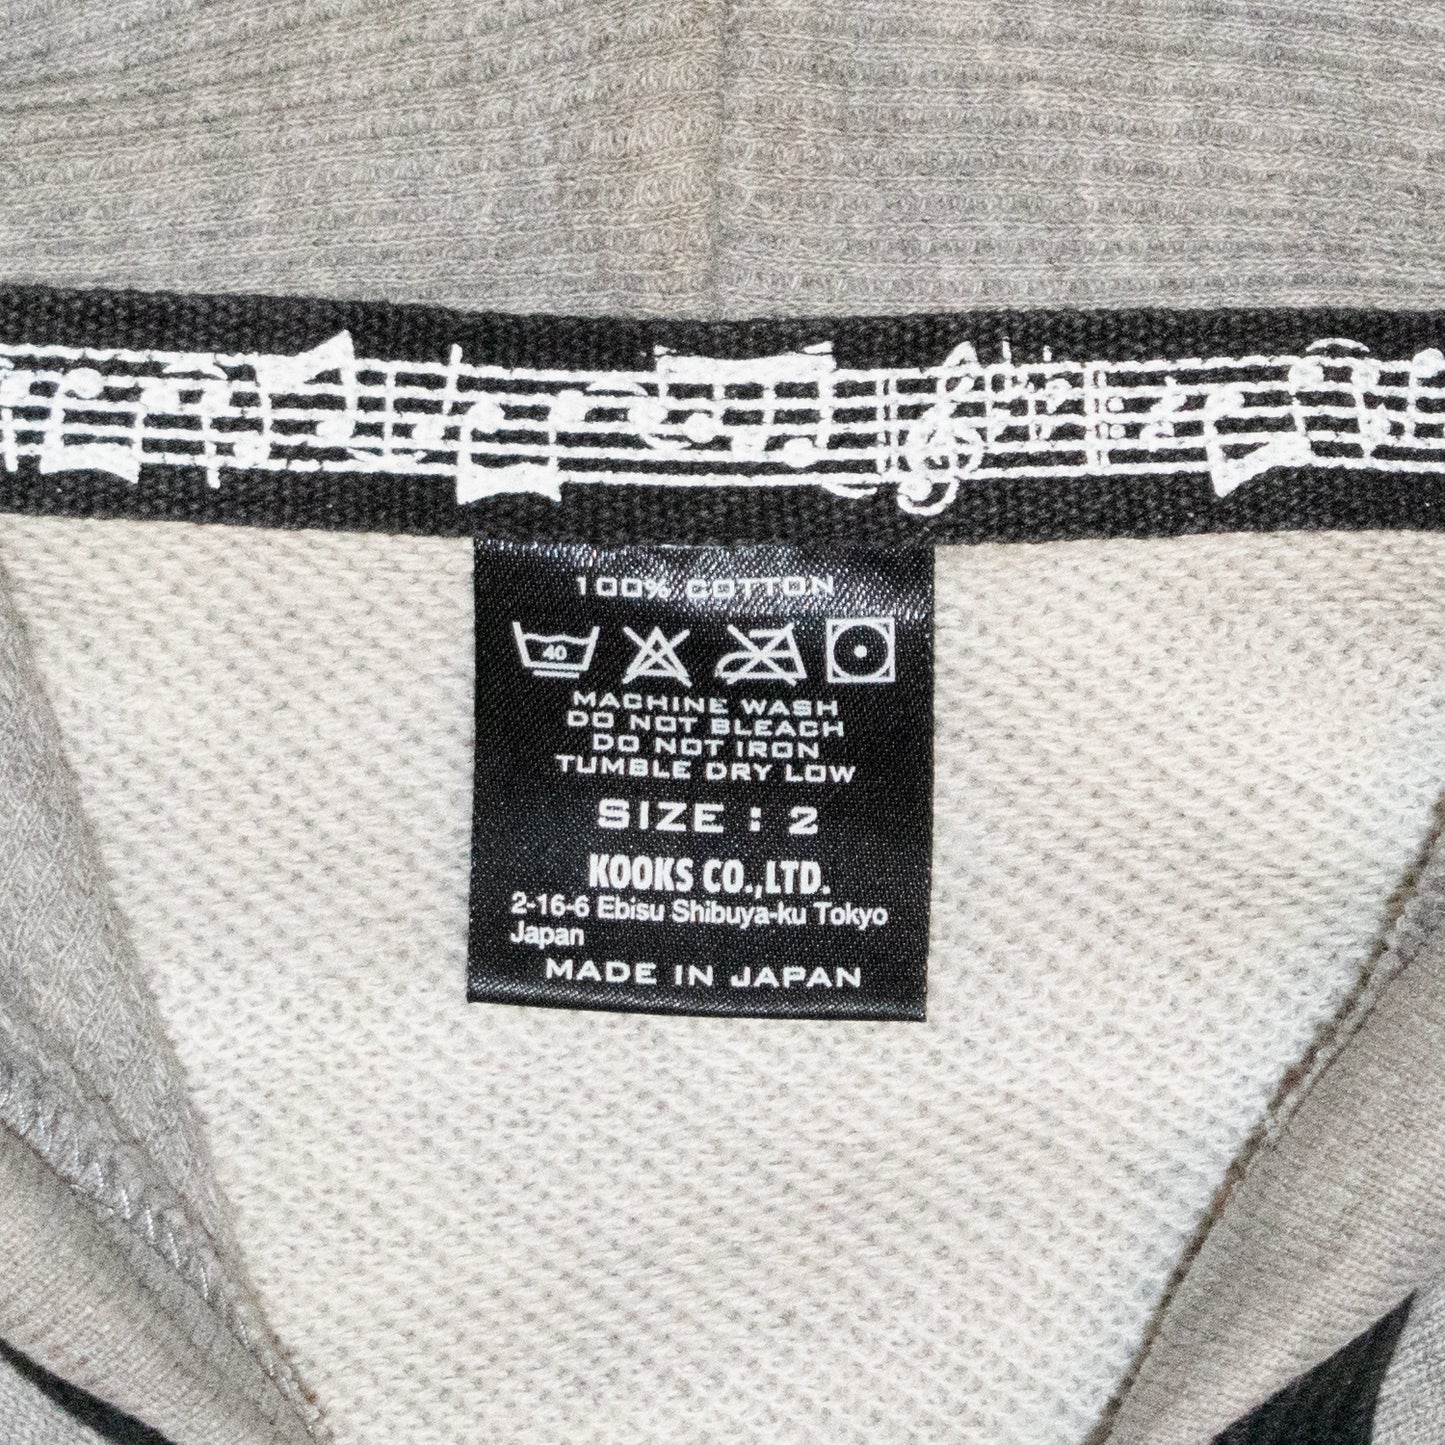 100% COTTON
40
MACHINE WASH
DO NOT BLEACH
DO NOT IRON
TUMBLE DRY LOW
SIZE : 2
KOOKS CO.,LTD.
2-16-6 Ebisu Shibuya-ku Tokyo
Japan
MADE IN JAPAN